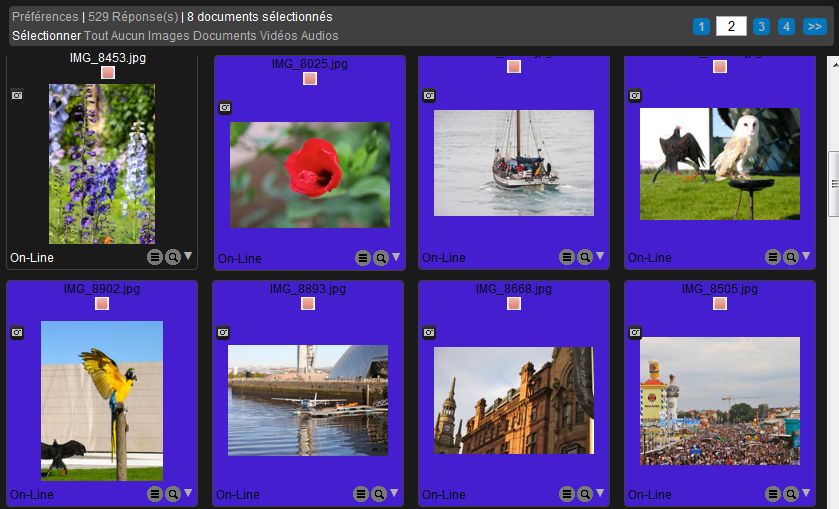 Préférences | 529 Réponse(s) | 8 documents sélectionnés
Sélectionner Tout Aucun Images Documents Vidéos Audios
1 2 3 4 >>
IMG_8453.jpg
IMG_8025.jpg
On-Line
On-Line
On-Line
On-Line
IMG_8902.jpg
IMG_8893.jpg
IMG_8668.jpg
IMG_8505.jpg
On-Line
On-Line
On-Line
On-Line